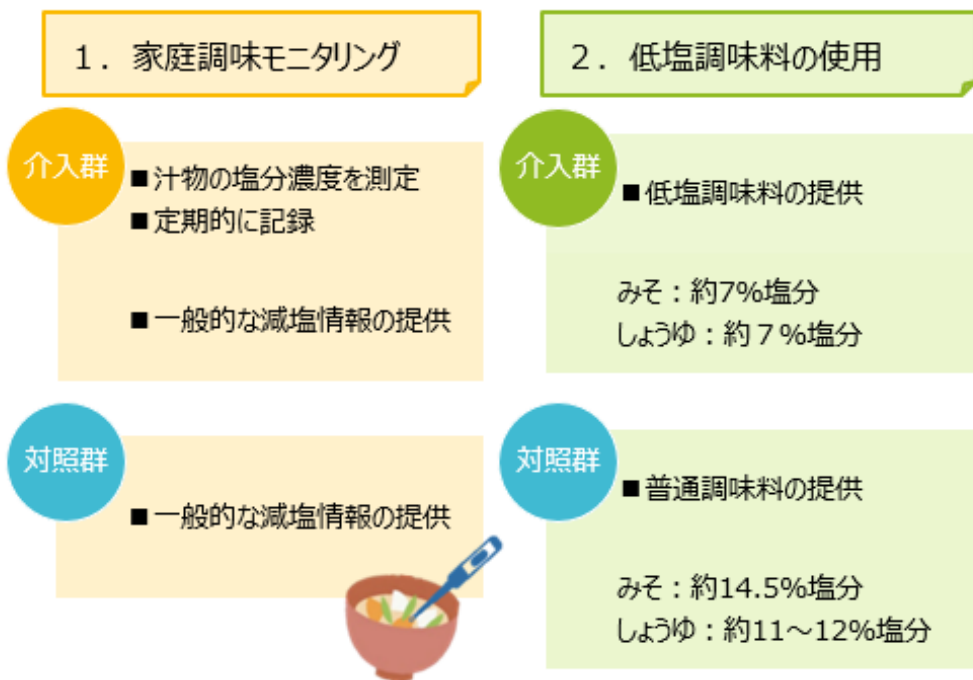 1．家庭調味モニタリング
介入群
■汁物の塩分濃度を測定
■定期的に記録
■一般的な減塩情報の提供
対照群
■一般的な減塩情報の提供
2．低塩調味料の使用
介入群
■低塩調味料の提供
みそ：約7%塩分
しょうゆ：約７%塩分
対照群
■普通調味料の提供
みそ：約14.5%塩分
しょうゆ：約11～12%塩分